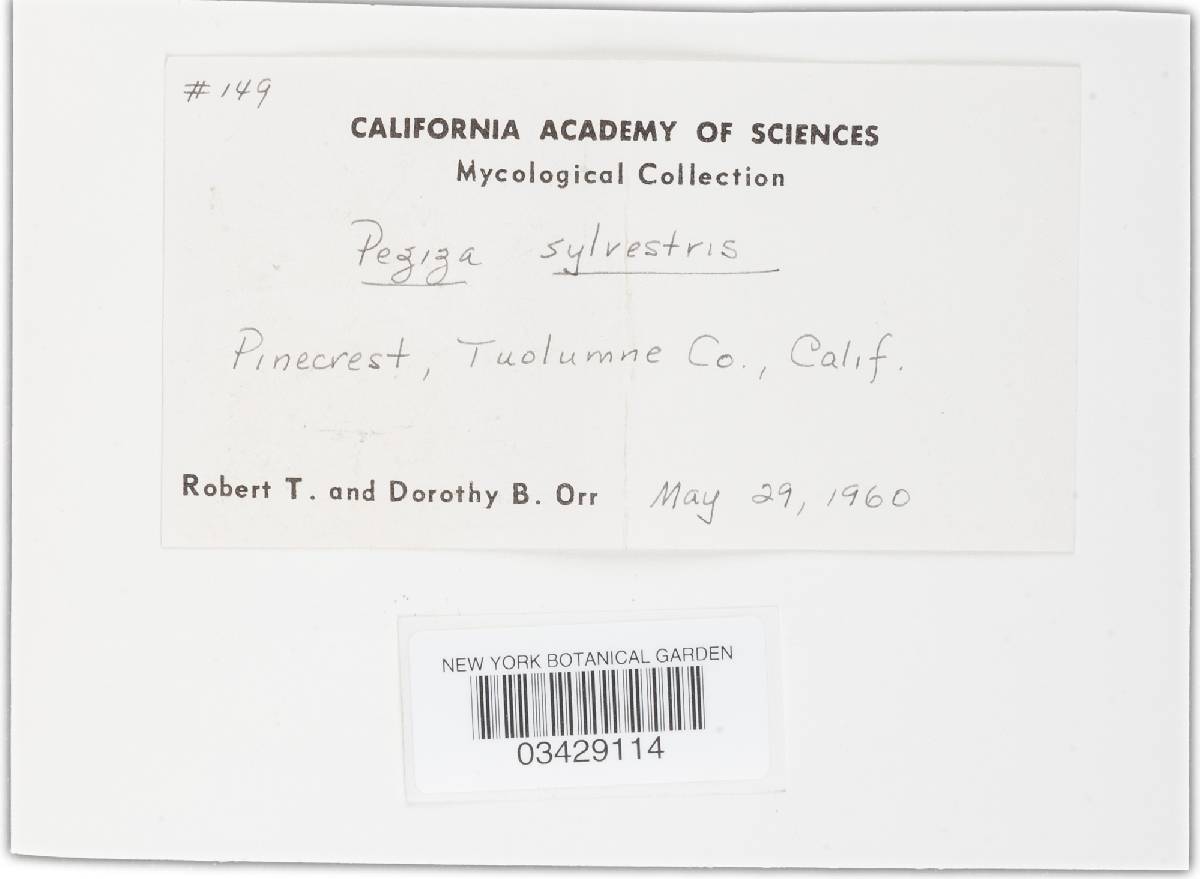 # 149
CALIFORNIA ACADEMY OF SCIENCES
Mycological Collection
Peziza sylvestris
Pinecrest, Tuolumne Co., Calif.
Robert T. and Dorothy B. Orr May 29, 1960
NEW YORK BOTANICAL GARDEN
03429114